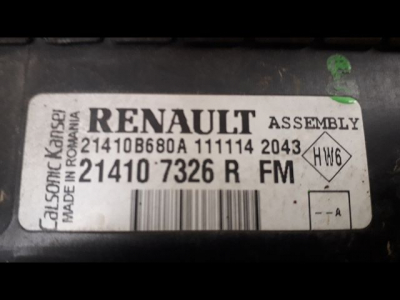 RENAULT ASSEMBLY
21410B680A 111114 2043
21410 7326 R FM
HW6
--A
Calsonic Kansei
MADE IN ROMANIA